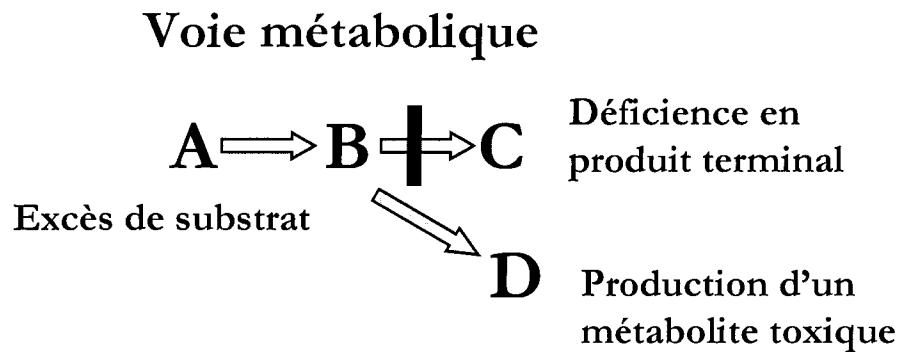 Voie métabolique
A B C
Déficience en
produit terminal
Excès de substrat
D
Production d'un
métabolite toxique